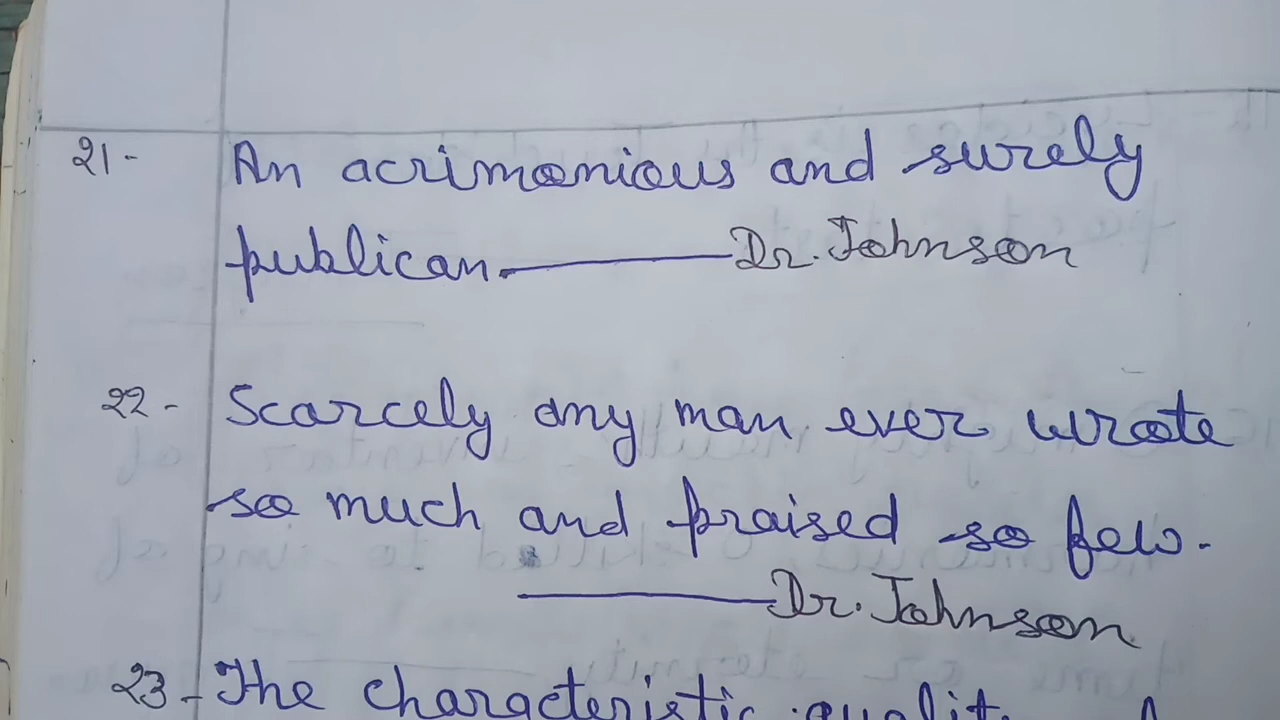 21- An acrimonious and surely
publican. Dr. Johnson
22- Scarcely any man ever wrote
so much and praised so few.
Dr. Johnson
23- The characteristic